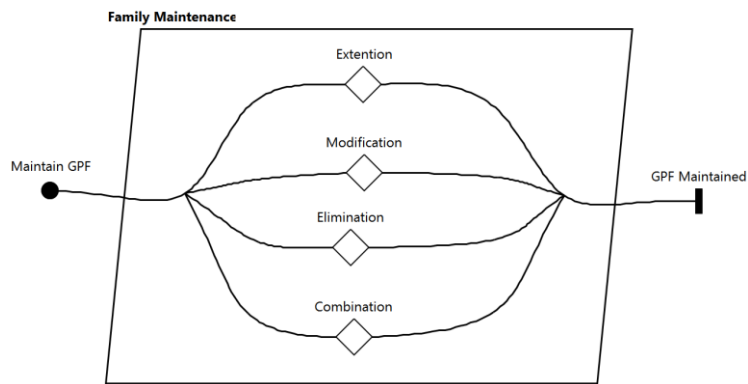 Family Maintenance
Extention
Modification
Maintain GPF
GPF Maintained
Elimination
Combination